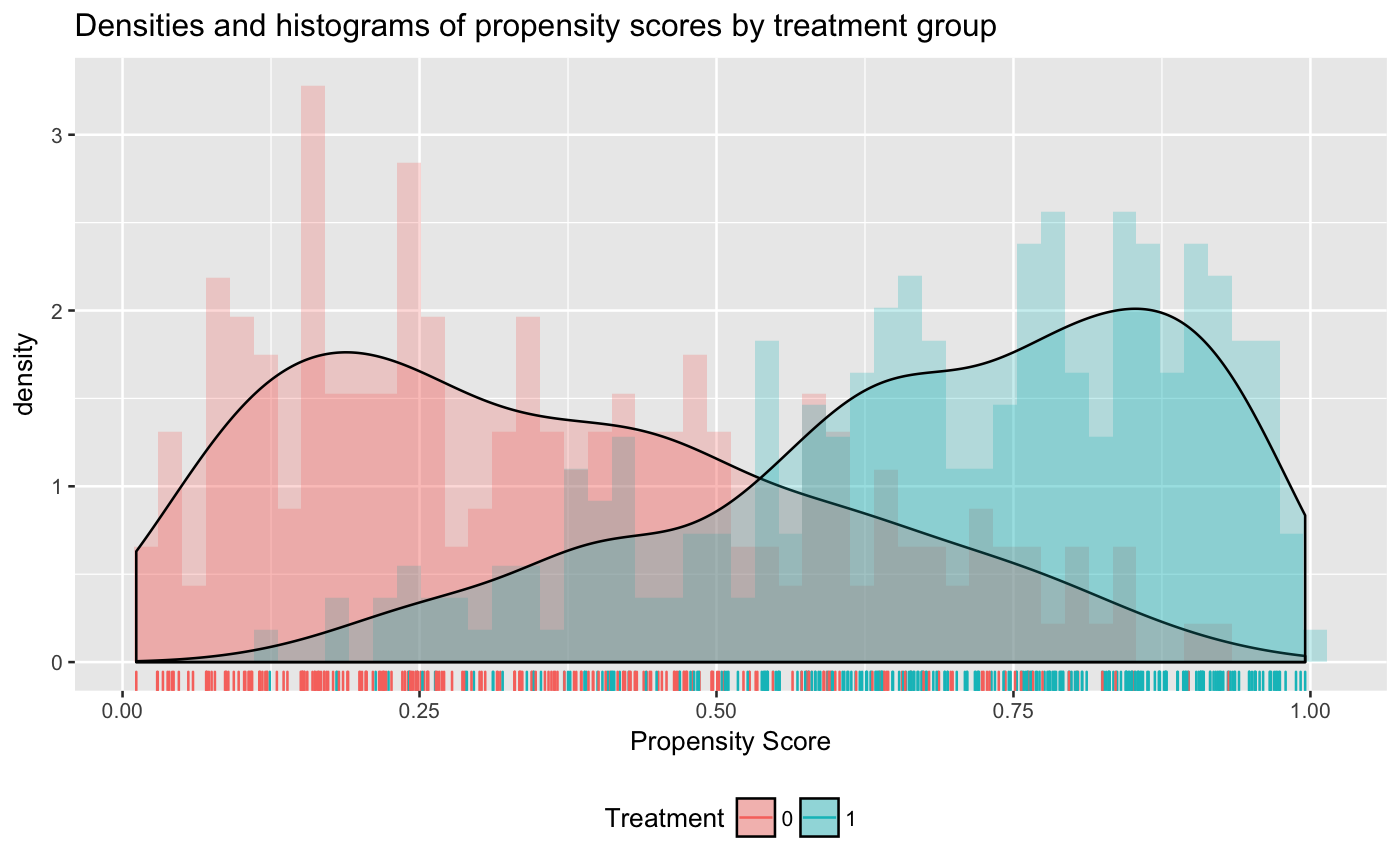 Densities and histograms of propensity scores by treatment group
density
3
2
1
0
0.00 0.25 0.50 0.75 1.00
Propensity Score
Treatment 0 1